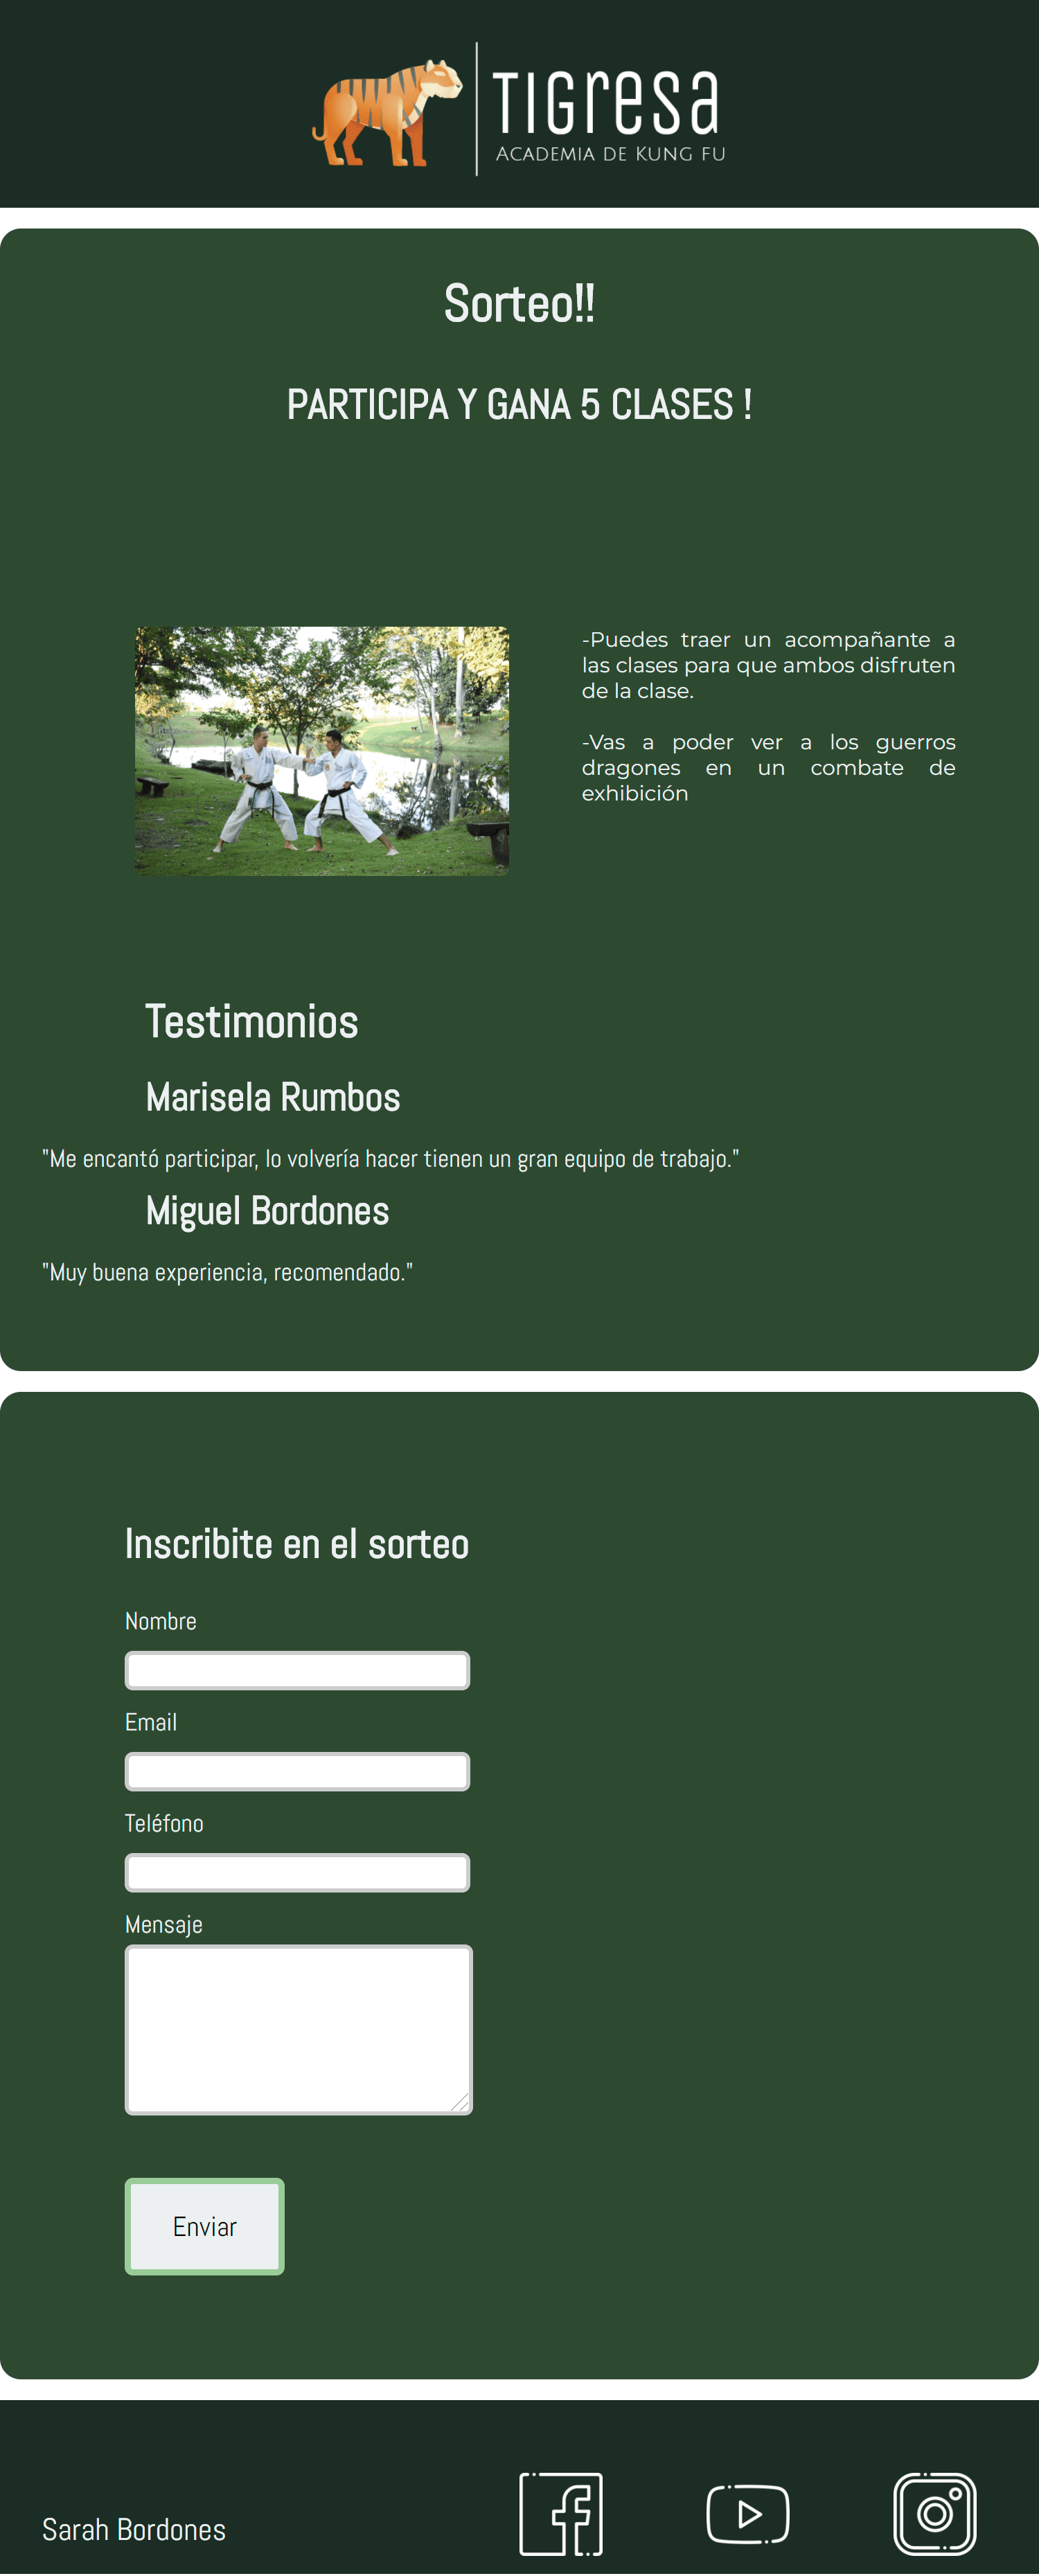 TIGresa
ACADEMIA DE KUNG FU
Sorteo!!
PARTICIPA Y GANA 5 CLASES !
-Puedes traer un acompañante a
las clases para que ambos disfruten
de la clase.
-Vas a poder ver a los guerros
dragones en un combate de
exhibición
Testimonios
Marisela Rumbos
"Me encantó participar, lo volvería hacer tienen un gran equipo de trabajo."
Miguel Bordones
"Muy buena experiencia, recomendado."
Inscribite en el sorteo
Nombre
Email
Teléfono
Mensaje
Enviar
Sarah Bordones